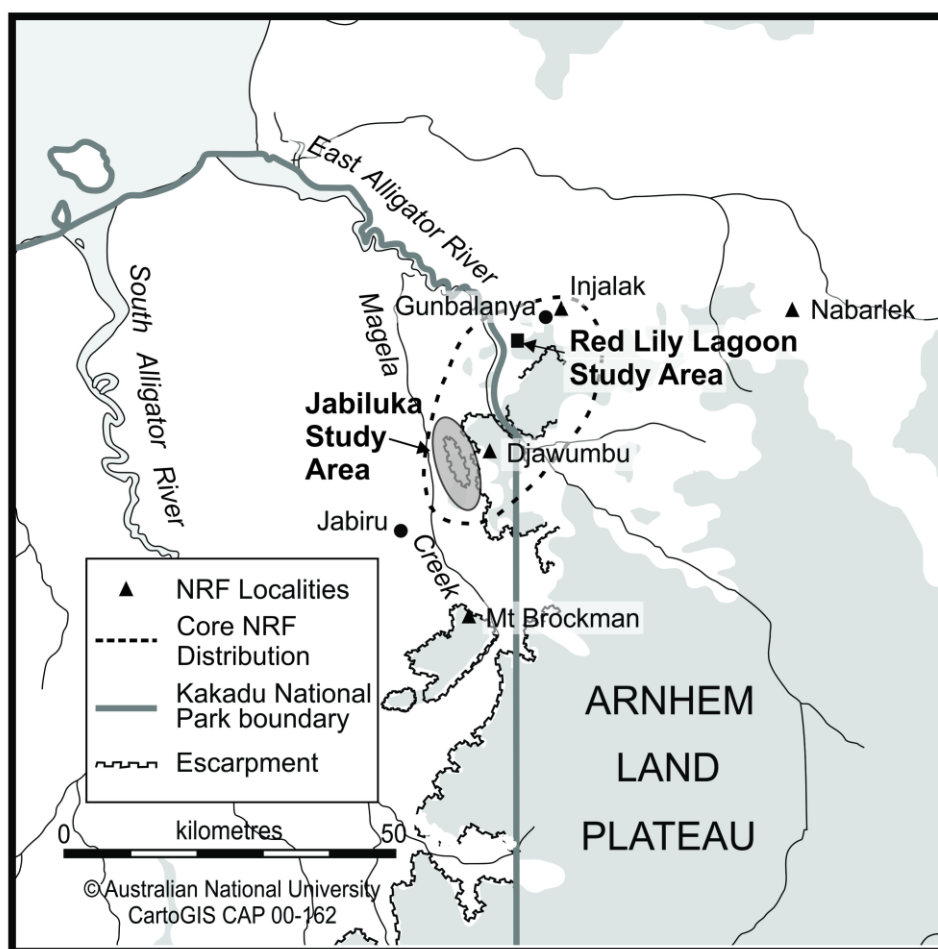 East Alligator River
South Alligator River
Magela
Creek
Injalak
Gunbalanya
Nabarlek
Red Lily Lagoon
Study Area
Jabiluka
Study
Area
Djawumbu
Jabiru
Mt Brockman
ARNHEM
LAND
PLATEAU
NRF Localities
Core NRF
Distribution
Kakadu National
Park boundary
Escarpment
0 kilometres 50
© Australian National University
CartoGIS CAP 00-162